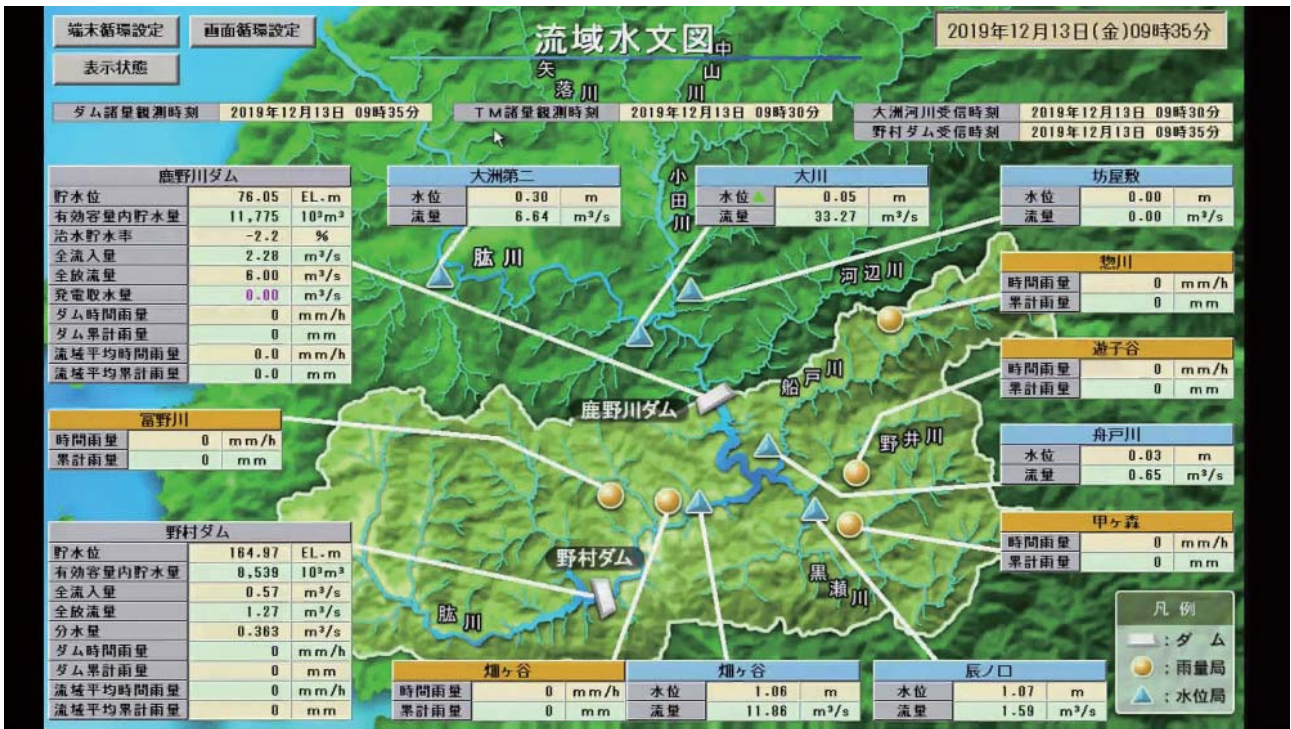 端末循環設定
画面循環設定
流域水文図
2019年12月13日(金)09時35分
表示状態
矢落川
中山川
ダム諸量観測時刻 2019年12月13日 09時35分
TM諸量観測時刻 2019年12月13日 09時30分
大洲河川受信時刻 2019年12月13日 09時30分
野村ダム受信時刻 2019年12月13日 09時35分
鹿野川ダム
貯水位 76.05 EL.m
有効容量内貯水量 11,775 10³m³
治水貯水率 -2.2 %
全流入量 2.28 m³/s
全放流量 6.00 m³/s
発電取水量 0.00 m³/s
ダム時間雨量 0 mm/h
ダム累計雨量 0 mm
流域平均時間雨量 0.0 mm/h
流域平均累計雨量 0.0 mm
大洲第二
水位 0.30 m
流量 6.64 m³/s
小田川
大川
水位 0.05 m
流量 33.27 m³/s
坊屋敷
水位 0.00 m
流量 0.00 m³/s
肱川
河辺川
惣川
時間雨量 0 mm/h
累計雨量 0 mm
遊子谷
時間雨量 0 mm/h
累計雨量 0 mm
船戸川
鹿野川ダム
野井川
冨野川
時間雨量 0 mm/h
累計雨量 0 mm
舟戸川
水位 0.03 m
流量 0.65 m³/s
甲ヶ森
時間雨量 0 mm/h
累計雨量 0 mm
野村ダム
貯水位 164.97 EL.m
有効容量内貯水量 8,539 10³m³
全流入量 0.57 m³/s
全放流量 1.27 m³/s
分水量 0.363 m³/s
ダム時間雨量 0 mm/h
ダム累計雨量 0 mm
流域平均時間雨量 0 mm/h
流域平均累計雨量 0 mm
野村ダム
肱川
黒瀬川
畑ヶ谷
時間雨量 0 mm/h
累計雨量 0 mm
畑ヶ谷
水位 1.06 m
流量 11.86 m³/s
辰ノ口
水位 1.07 m
流量 1.59 m³/s
凡例
:ダム
:雨量局
:水位局